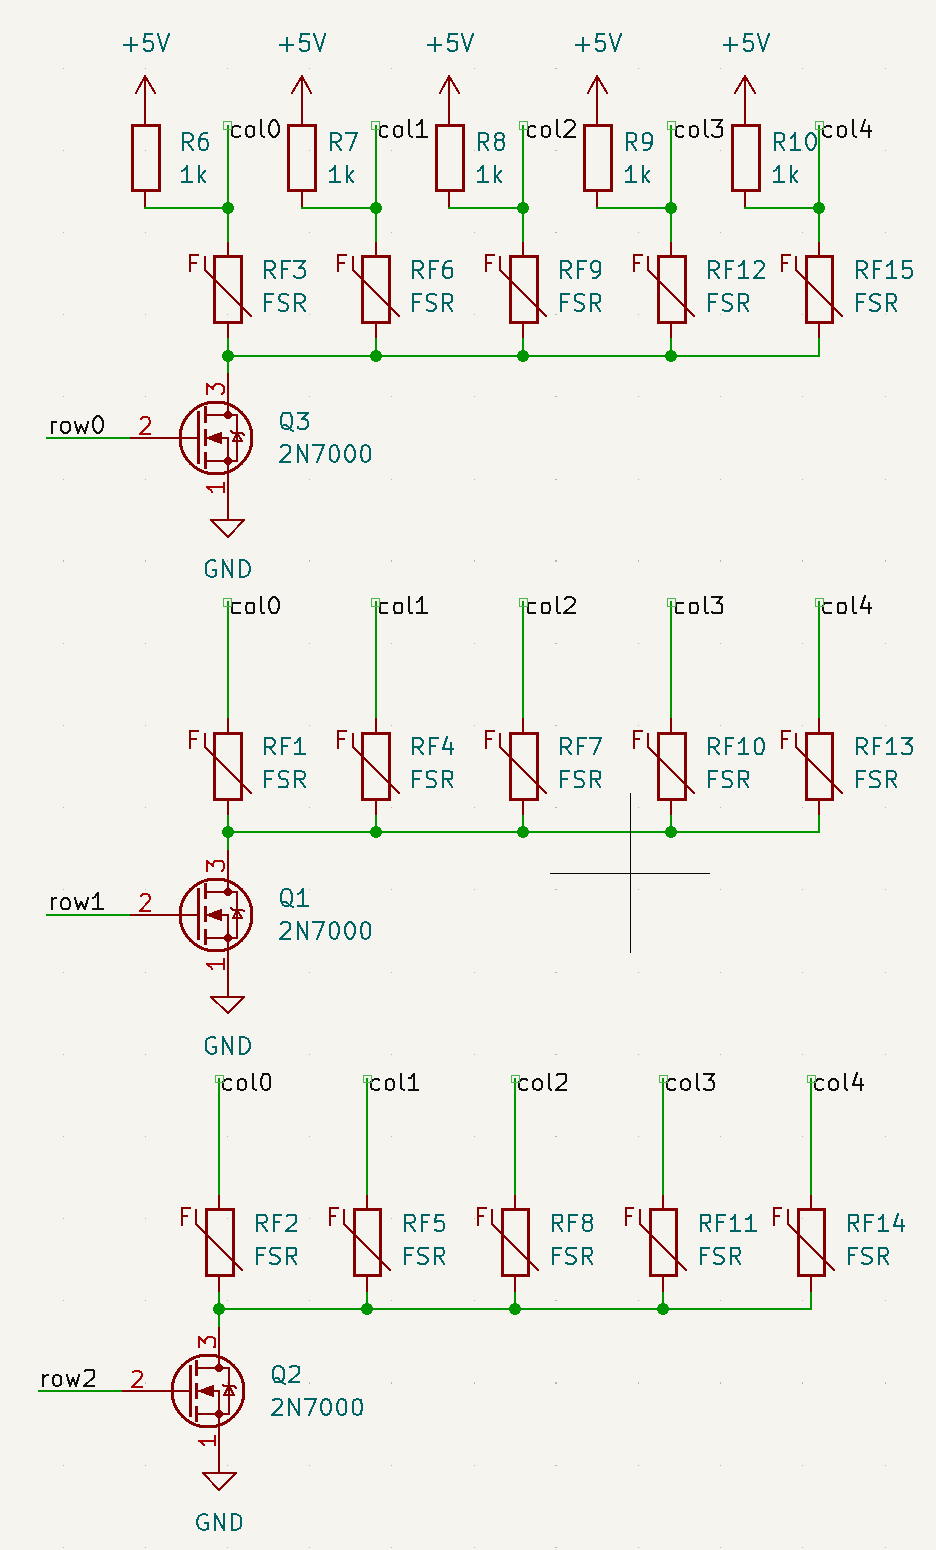 +5V +5V +5V +5V +5V
col0 col1 col2 col3 col4
R6 R7 R8 R9 R10
1k 1k 1k 1k 1k
F RF3 F RF6 F RF9 F RF12 F RF15
FSR FSR FSR FSR FSR
3
row0 2 Q3
2N7000
1
GND
col0 col1 col2 col3 col4
F RF1 F RF4 F RF7 F RF10 F RF13
FSR FSR FSR FSR FSR
3
row1 2 Q1
2N7000
1
GND
col0 col1 col2 col3 col4
F RF2 F RF5 F RF8 F RF11 F RF14
FSR FSR FSR FSR FSR
3
row2 2 Q2
2N7000
1
GND